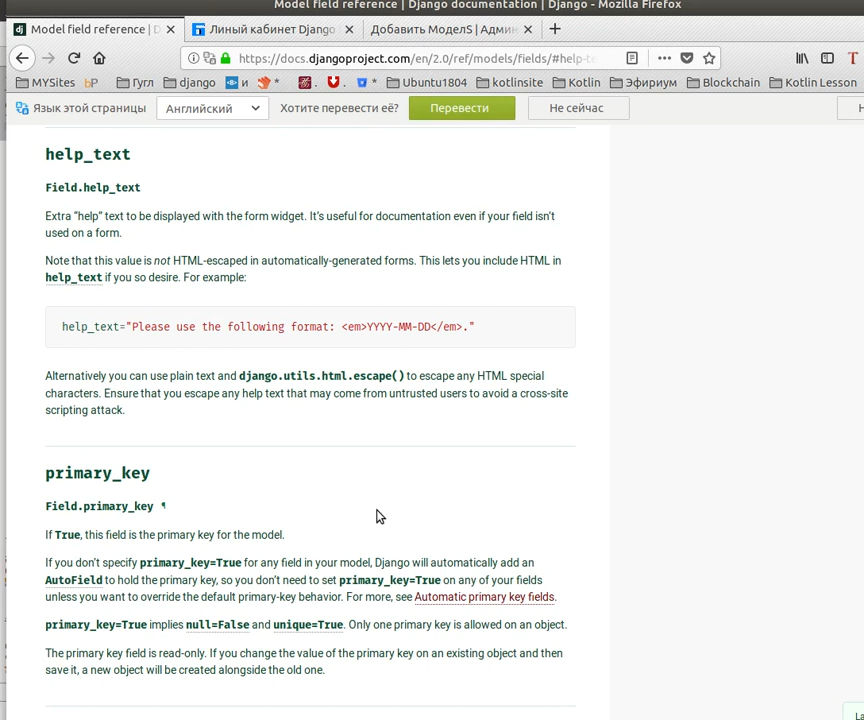 Model field reference | Django documentation | Django - Mozilla Firefox
Model field reference | D
Линый кабинет Django
Добавить МоделS | Админ
https://docs.djangoproject.com/en/2.0/ref/models/fields/#help-te
MYSites
bP
Гугл
django
и
Ubuntu1804
kotlinsite
Kotlin
Эфириум
Blockchain
Kotlin Lesson
Язык этой страницы
Английский
Хотите перевести её?
Перевести
Не сейчас
Н
help_text
Field.help_text
Extra “help” text to be displayed with the form widget. It’s useful for documentation even if your field isn’t
used on a form.
Note that this value is not HTML-escaped in automatically-generated forms. This lets you include HTML in
help_text if you so desire. For example:
help_text="Please use the following format: <em>YYYY-MM-DD</em>."
Alternatively you can use plain text and django.utils.html.escape() to escape any HTML special
characters. Ensure that you escape any help text that may come from untrusted users to avoid a cross-site
scripting attack.
primary_key
Field.primary_key ¶
If True, this field is the primary key for the model.
If you don’t specify primary_key=True for any field in your model, Django will automatically add an
AutoField to hold the primary key, so you don’t need to set primary_key=True on any of your fields
unless you want to override the default primary-key behavior. For more, see Automatic primary key fields.
primary_key=True implies null=False and unique=True. Only one primary key is allowed on an object.
The primary key field is read-only. If you change the value of the primary key on an existing object and then
save it, a new object will be created alongside the old one.
La